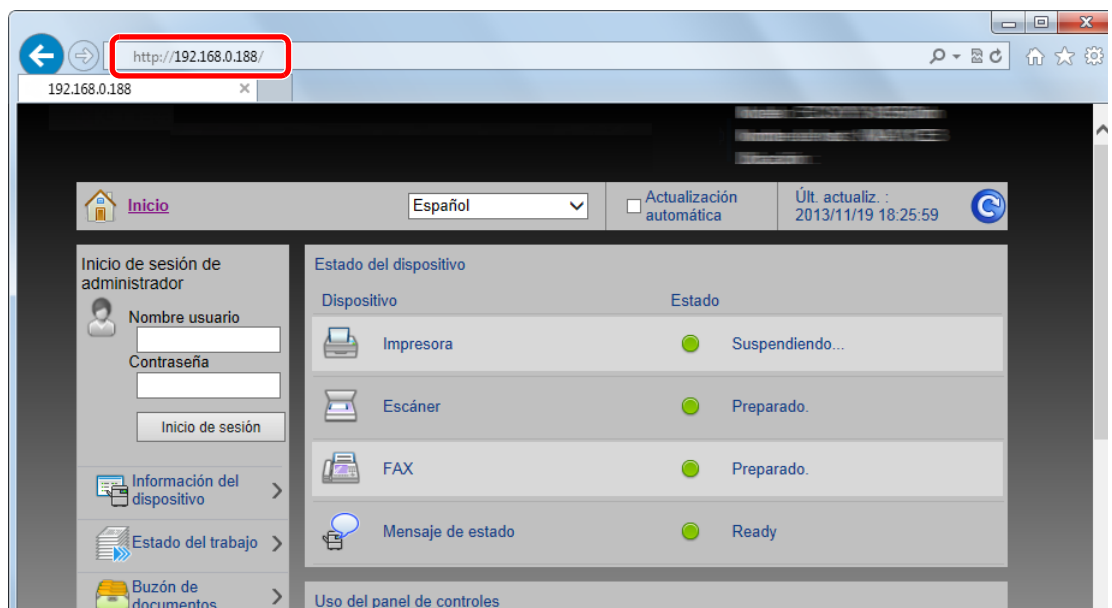 http://192.168.0.188/
192.168.0.188
Inicio
Español
Actualización
automática
Últ. actualiz. :
2013/11/19 18:25:59
Inicio de sesión de
administrador
Nombre usuario
Contraseña
Inicio de sesión
Información del
dispositivo
Estado del trabajo
Buzón de
documentos
Estado del dispositivo
Dispositivo
Estado
Impresora
Suspendiendo...
Escáner
Preparado.
FAX
Preparado.
Mensaje de estado
Ready
Uso del panel de controles